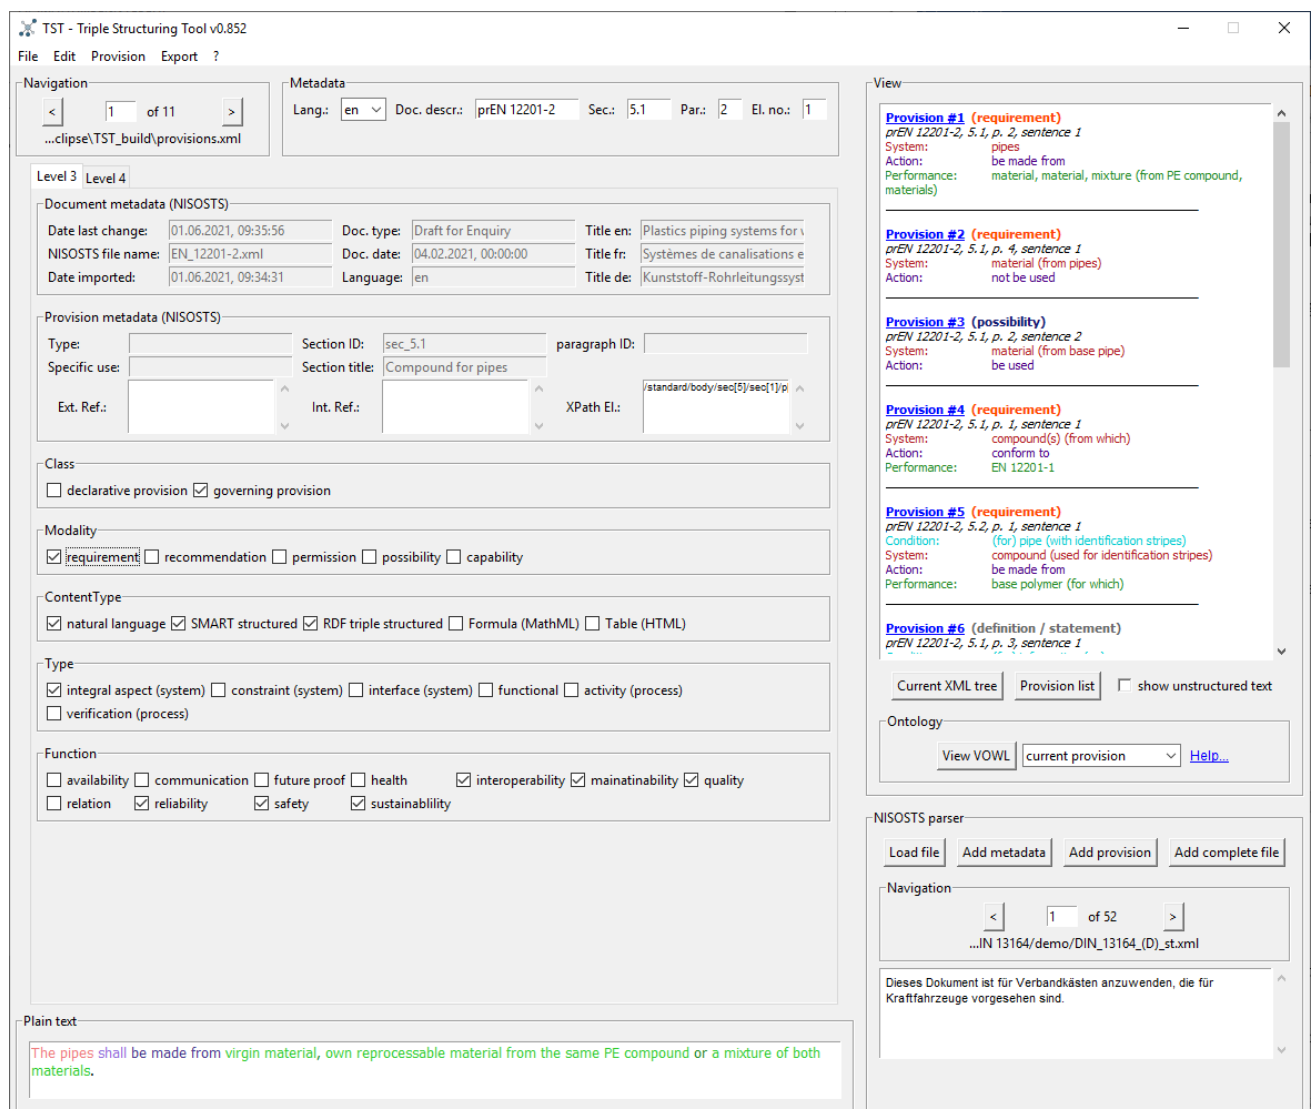 TST - Triple Structuring Tool v0.852
File Edit Provision Export ?
Navigation
< 1 of 11 >
...clipse\TST_build\provisions.xml
Metadata
Lang.: en Doc. descr.: prEN 12201-2 Sec.: 5.1 Par.: 2 El. no.: 1
Level 3 Level 4
Document metadata (NISOSTS)
Date last change: 01.06.2021, 09:35:56 Doc. type: Draft for Enquiry Title en: Plastics piping systems for v
NISOSTS file name: EN_12201-2.xml Doc. date: 04.02.2021, 00:00:00 Title fr: Systèmes de canalisations e
Date imported: 01.06.2021, 09:34:31 Language: en Title de: Kunststoff-Rohrleitungssyst
Provision metadata (NISOSTS)
Type: Section ID: sec_5.1 paragraph ID:
Specific use: Section title: Compound for pipes
Ext. Ref.: Int. Ref.: XPath El.: /standard/body/sec[5]/sec[1]/p
Class
declarative provision governing provision
Modality
requirement recommendation permission possibility capability
ContentType
natural language SMART structured RDF triple structured Formula (MathML) Table (HTML)
Type
integral aspect (system) constraint (system) interface (system) functional activity (process)
verification (process)
Function
availability communication future proof health interoperability mainatinability quality
relation reliability safety sustainablility
Plain text
The pipes shall be made from virgin material, own reprocessable material from the same PE compound or a mixture of both
materials.
View
Provision #1 (requirement)
prEN 12201-2, 5.1, p. 2, sentence 1
System: pipes
Action: be made from
Performance: material, material, mixture (from PE compound,
materials)
Provision #2 (requirement)
prEN 12201-2, 5.1, p. 4, sentence 1
System: material (from pipes)
Action: not be used
Provision #3 (possibility)
prEN 12201-2, 5.1, p. 2, sentence 2
System: material (from base pipe)
Action: be used
Provision #4 (requirement)
prEN 12201-2, 5.1, p. 1, sentence 1
System: compound(s) (from which)
Action: conform to
Performance: EN 12201-1
Provision #5 (requirement)
prEN 12201-2, 5.2, p. 1, sentence 1
Condition: (for) pipe (with identification stripes)
System: compound (used for identification stripes)
Action: be made from
Performance: base polymer (for which)
Provision #6 (definition / statement)
prEN 12201-2, 5.1, p. 3, sentence 1
Current XML tree Provision list show unstructured text
Ontology
View VOWL current provision Help...
NISOSTS parser
Load file Add metadata Add provision Add complete file
Navigation
< 1 of 52 >
...IN 13164/demo/DIN_13164_(D)_st.xml
Dieses Dokument ist für Verbandkästen anzuwenden, die für
Kraftfahrzeuge vorgesehen sind.